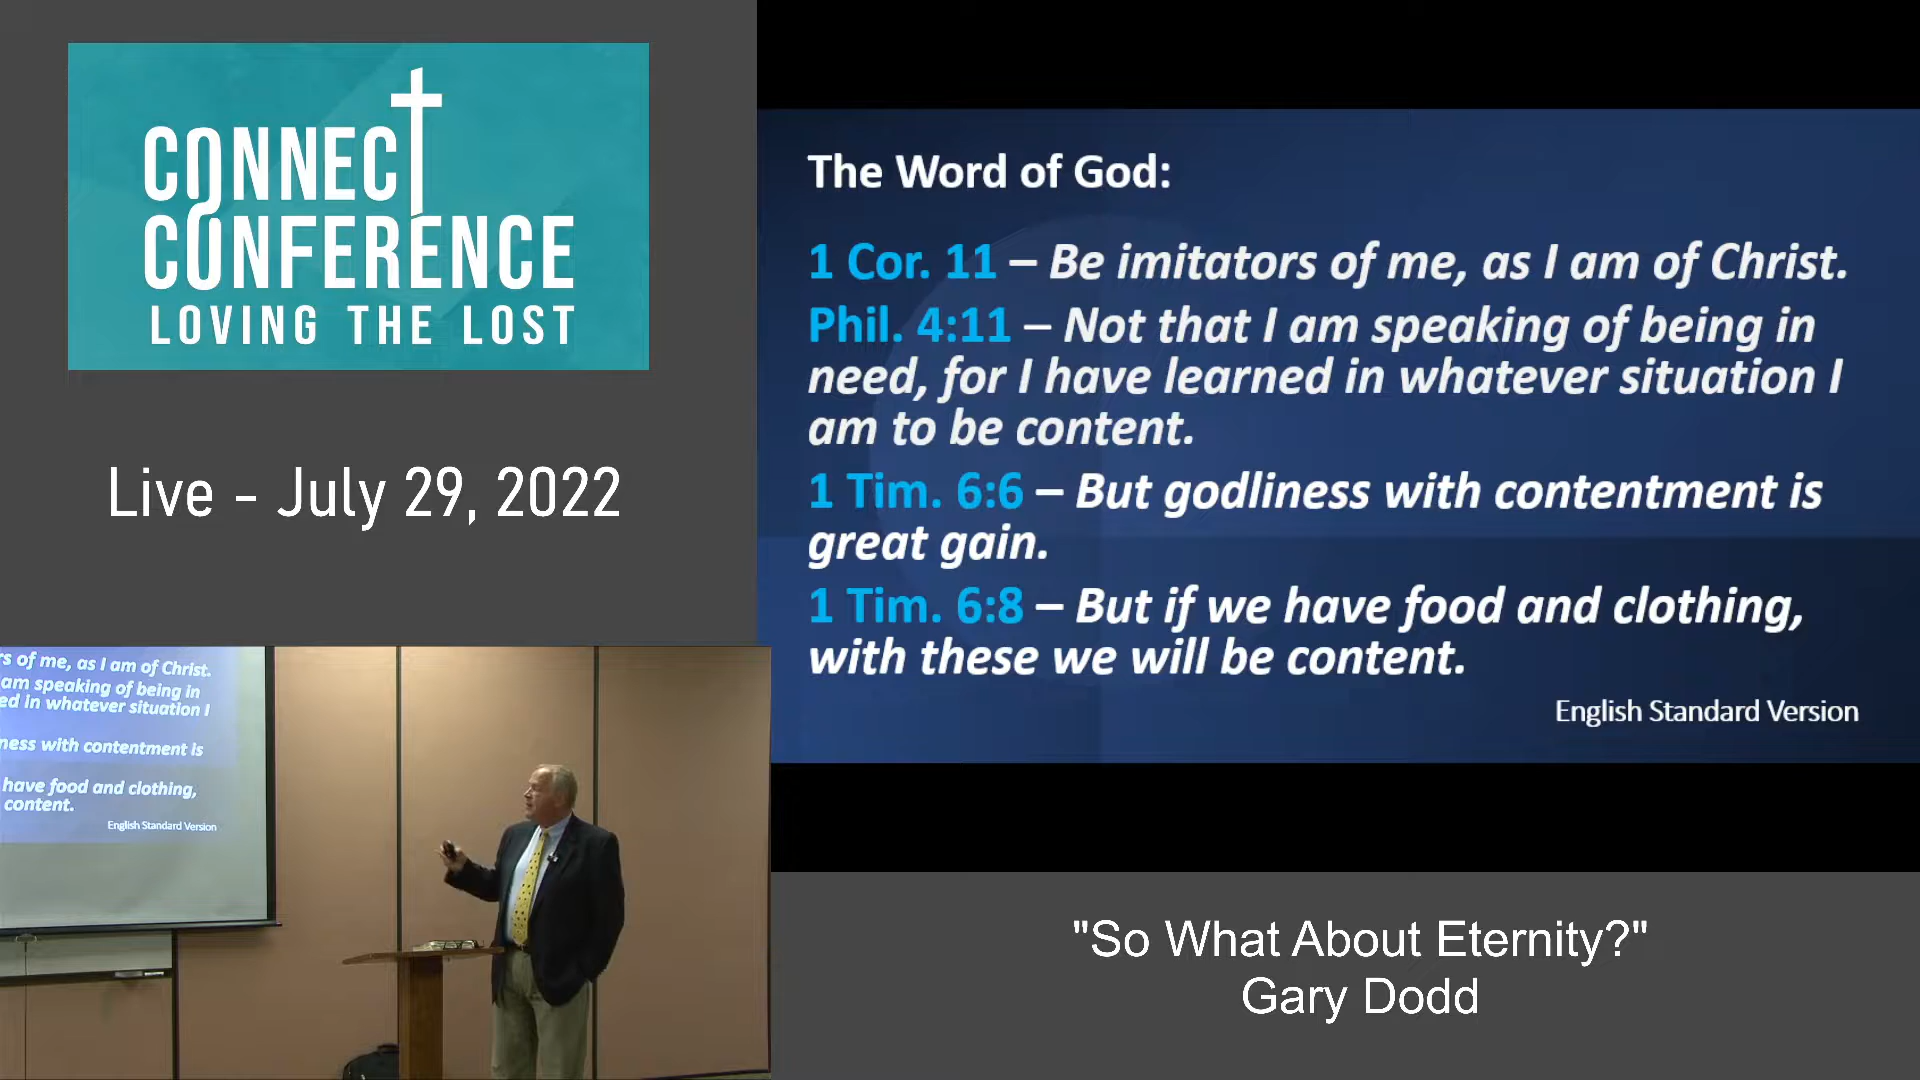 CONNECT
CONFERENCE
LOVING THE LOST
Live - July 29, 2022
The Word of God:
1 Cor. 11 – Be imitators of me, as I am of Christ.
Phil. 4:11 – Not that I am speaking of being in
need, for I have learned in whatever situation I
am to be content.
1 Tim. 6:6 – But godliness with contentment is
great gain.
1 Tim. 6:8 – But if we have food and clothing,
with these we will be content.
English Standard Version
of me, as I am of Christ.
am speaking of being in
in whatever situation I
with contentment is
have food and clothing,
content.
English Standard Version
"So What About Eternity?"
Gary Dodd